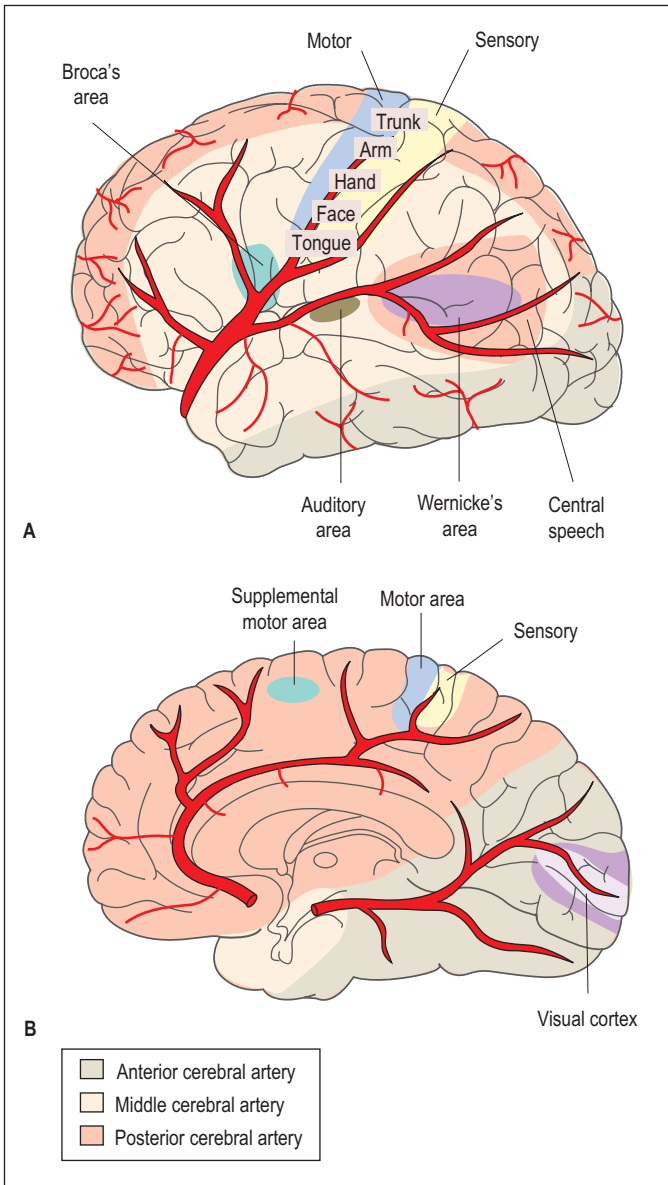 Motor
Sensory
Broca's
area
Trunk
Arm
Hand
Face
Tongue
Auditory
area
Wernicke's
area
Central
speech
A
Supplemental
motor area
Motor area
Sensory
Visual cortex
B
Anterior cerebral artery
Middle cerebral artery
Posterior cerebral artery